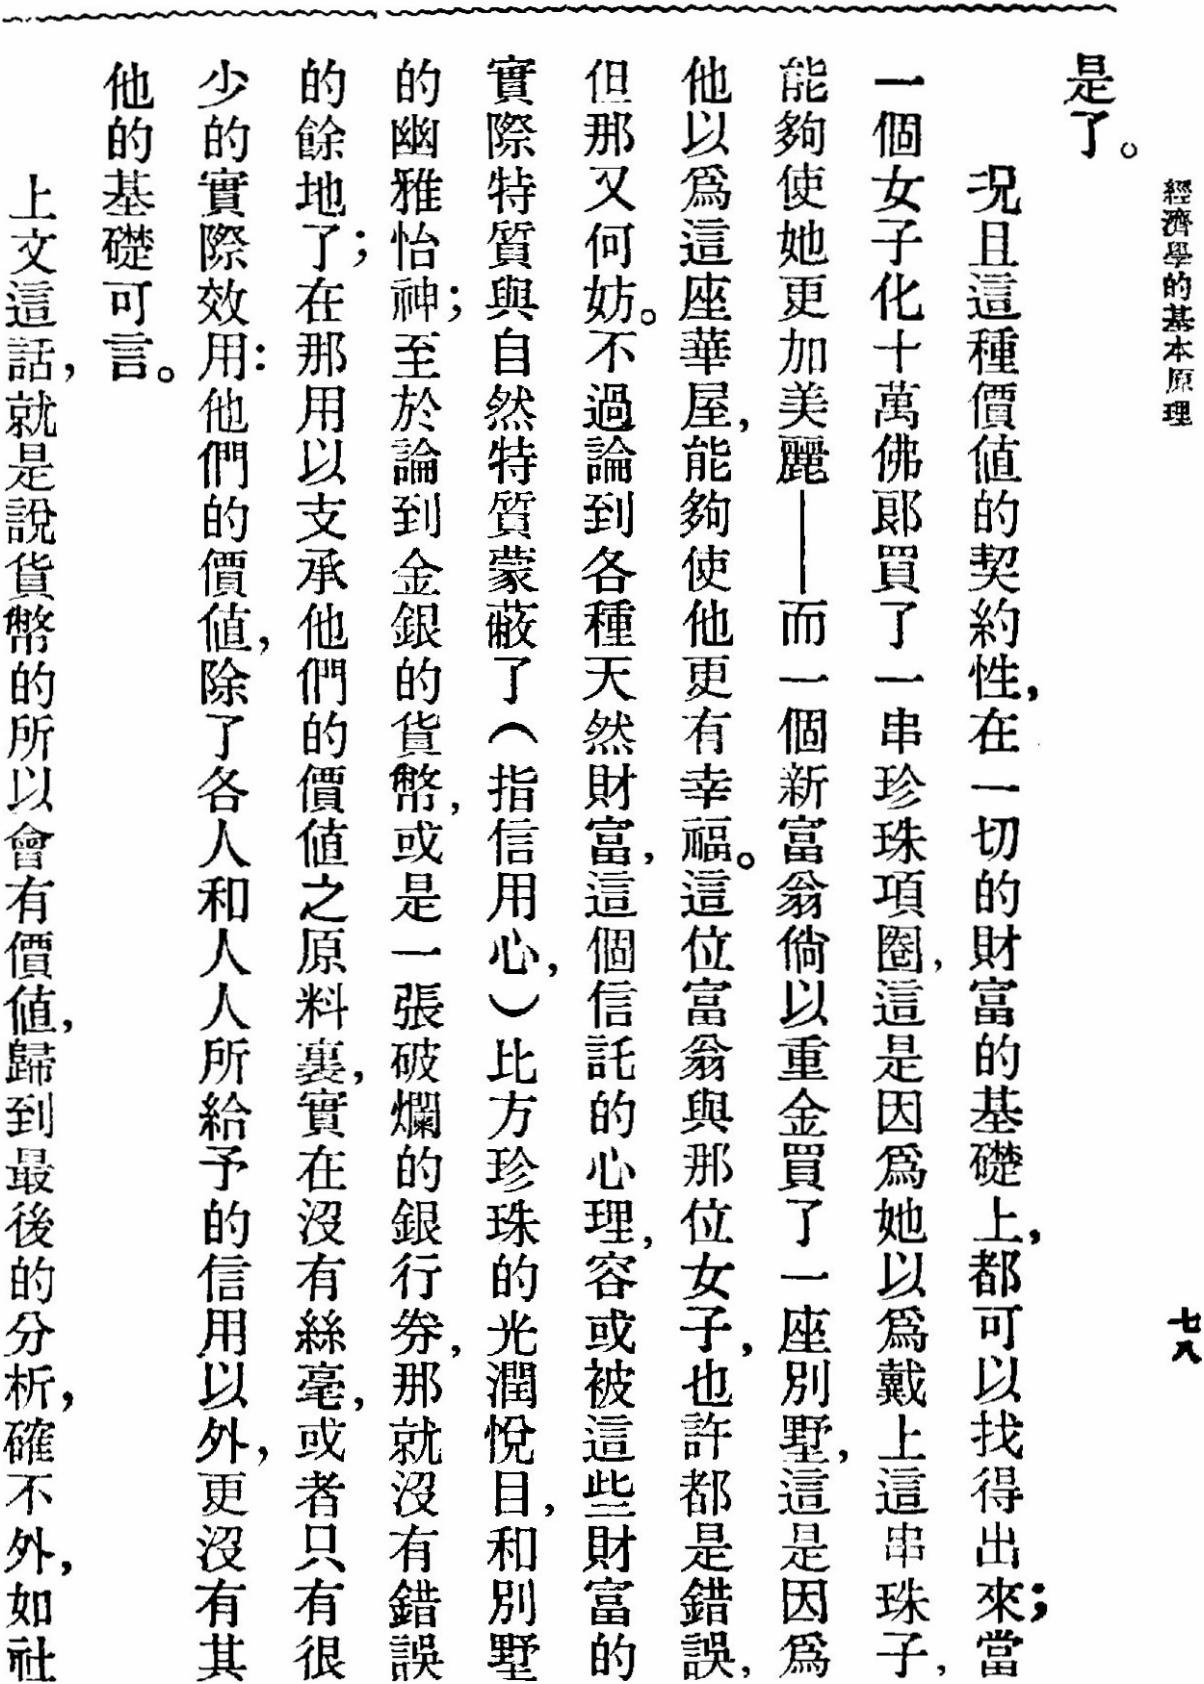 經濟學的基本原理
七八
是了。
況且這種價值的契約性,在一切的財富的基礎上,都可以找得出來;當
一個女子化十萬佛郎買了一串珍珠項圈,這是因爲她以爲戴上這串珠子,
能夠使她更加美麗——而一個新富翁倘以重金買了一座別墅,這是因爲
他以爲這座華屋,能夠使他更有幸福。這位富翁與那位女子,也許都是錯誤,
但那又何妨。不過論到各種天然財富,這個信託的心理,容或被這些財富的
實際特質與自然特質蒙蔽了(指信用心,)比方珍珠的光潤悅目,和別墅
的幽雅怡神;至於論到金銀的貨幣,或是一張破爛的銀行券,那就沒有錯誤
的餘地了;在那用以支承他們的價値之原料裏,實在沒有絲毫,或者只有很
少的實際效用:他們的價値,除了各人和人人所給予的信用以外,更沒有其
他的基礎可言。
上文這話,就是說貨幣的所以會有價値,歸到最後的分析,確不外,如社